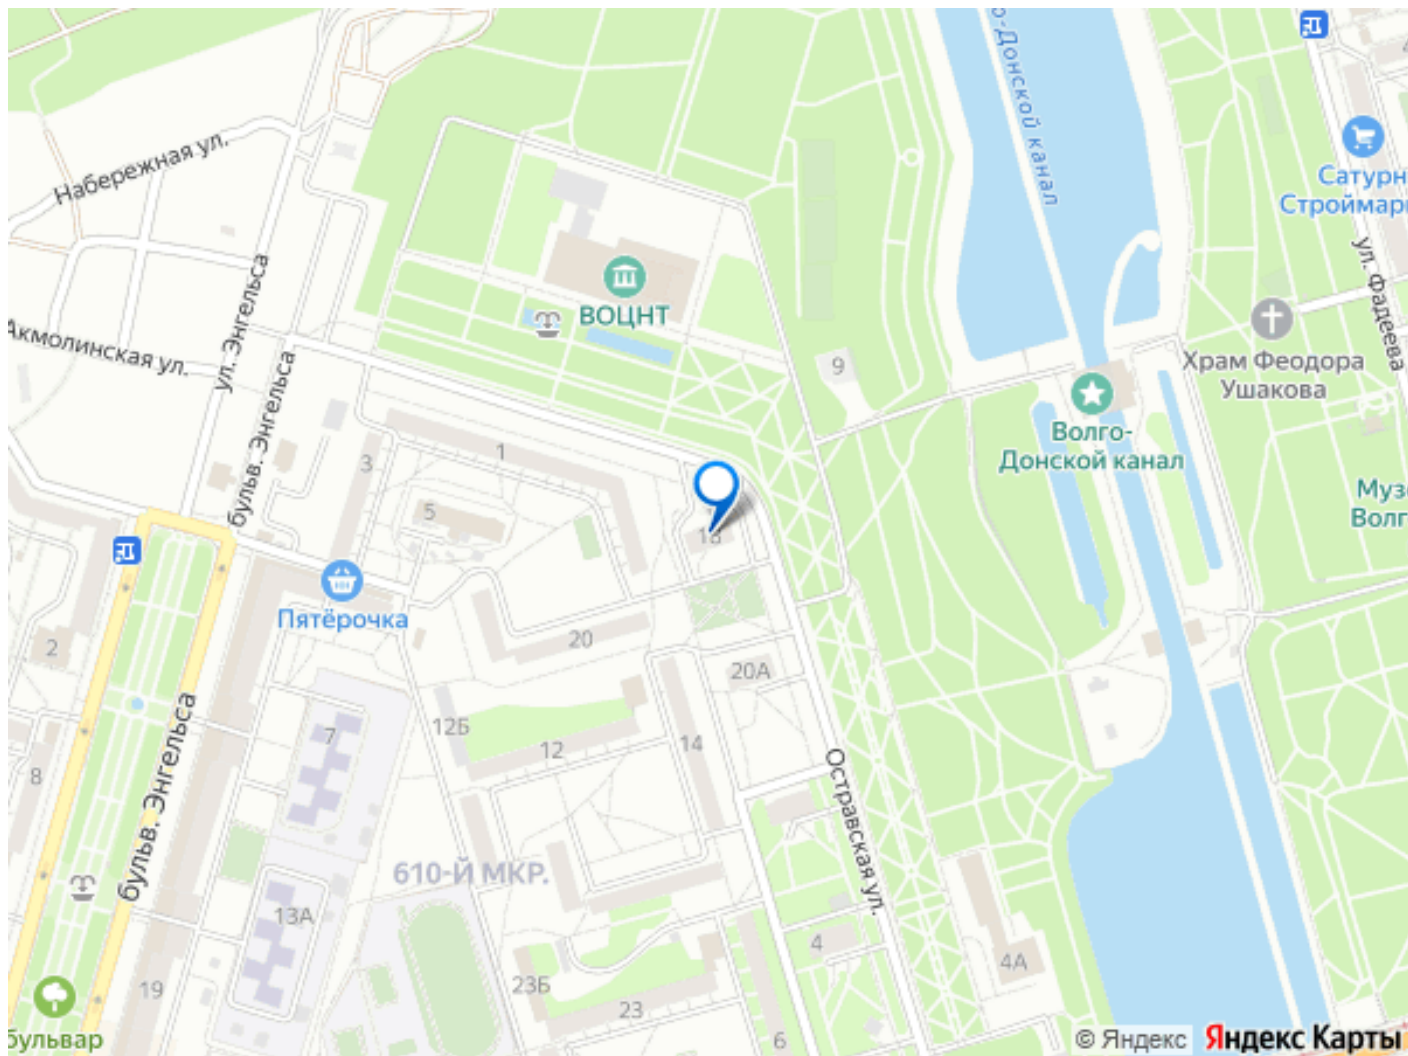 о-Донской канал
Набережная ул.
Сатурн
Строймар
ул. Энгельса
ВОЦНТ
ул. Фадеева
Акмолинская ул.
Храм Феодора
Ушакова
9
бульв. Энгельса
Волго-
Донской канал
1
3
5
Муз
Волг
Пятёрочка
20
2
20А
12Б
7
12
14
8
бульв. Энгельса
Остравская ул.
610-Й МКР.
13А
4
4А
23Б
19
23
6
бульвар
© Яндекс
Яндекс Карты